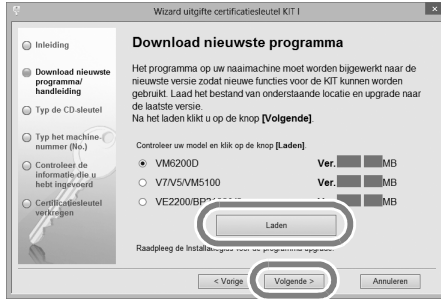 Wizard uitgifte certificatiesleutel KIT I
Inleiding
Download nieuwste
programma/
handleiding
Typ de CD-sleutel
Typ het machine-
nummer (No.)
Controleer de
informatie die u
hebt ingevoerd
Certificatiesleutel
verkregen
Download nieuwste programma
Het programma op uw naaimachine moet worden bijgewerkt naar de
nieuwste versie zodat nieuwe functies voor de KIT kunnen worden
gebruikt. Laad het bestand van onderstaande locatie en upgrade naar
de laatste versie.
Na het laden klikt u op de knop [Volgende].
Controleer uw model en klik op de knop [Laden].
VM6200D Ver. MB
V7/V5/VM5100 Ver. MB
MB
Laden
Raadpleeg de voor de programma upgrade.
< Vorige Volgende > Annuleren